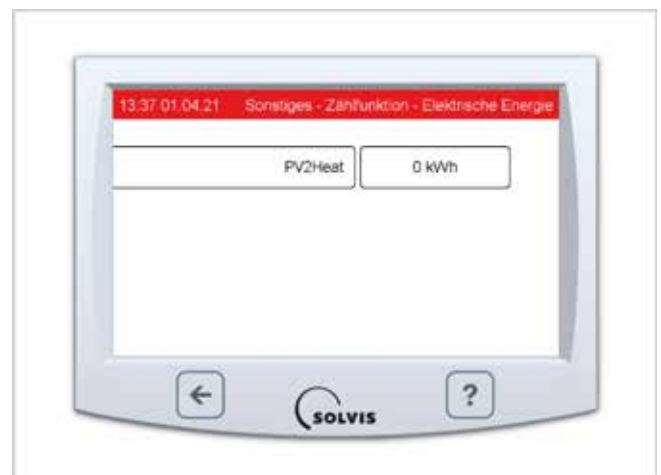 13:37 01.04.21 Sonstiges - Zählfunktion - Elektrische Energie
PV2Heat 0 kWh
?
SOLVIS